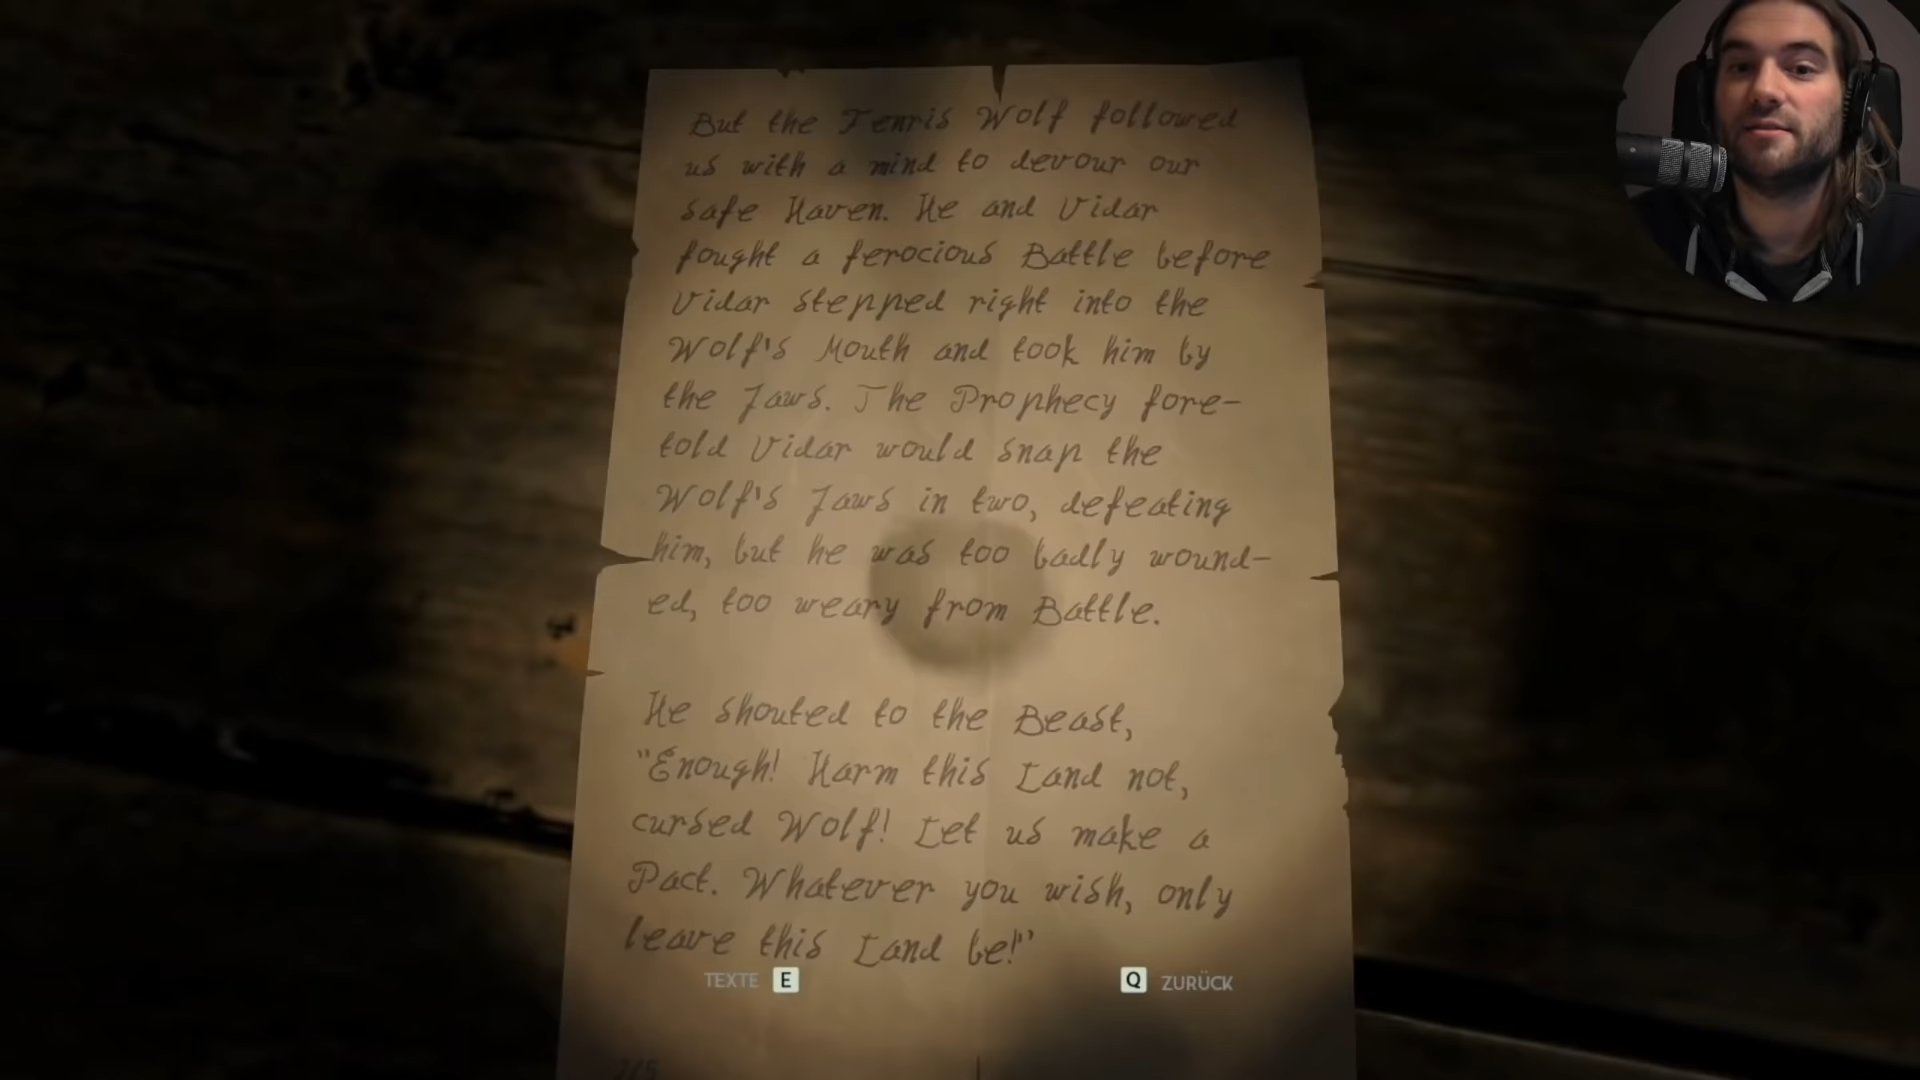 But the Fenris Wolf followed
us with a mind to devour our
safe Haven. He and Vidar
fought a ferocious Battle before
Vidar stepped right into the
Wolf's Mouth and took him by
the Jaws. The Prophecy fore-
told Vidar would snap the
Wolf's Jaws in two, defeating
him, but he was too badly wound-
ed, too weary from Battle.
He shouted to the Beast,
"Enough! Harm this Land not,
cursed Wolf! Let us make a
Pact. Whatever you wish, only
leave this Land be!"
TEXTE E
Q ZURÜCK
2/5